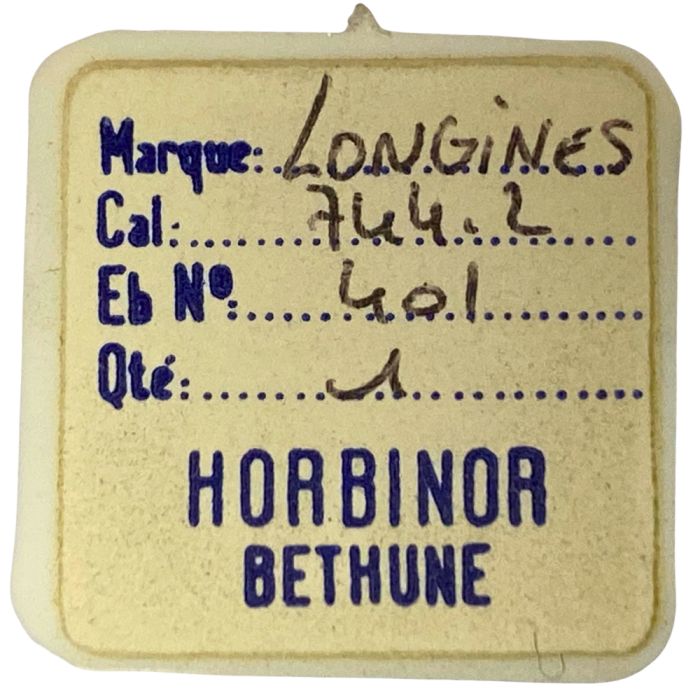 Marque: LONGINES
Cal: 744.2
Eb Nº: 401
Qté: 1
HORBINOR
BETHUNE